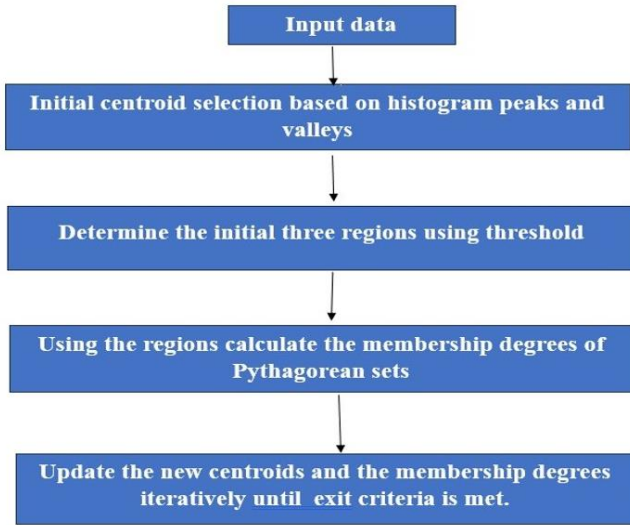 Input data
Initial centroid selection based on histogram peaks and
valleys
Determine the initial three regions using threshold
Using the regions calculate the membership degrees of
Pythagorean sets
Update the new centroids and the membership degrees
iteratively until exit criteria is met.